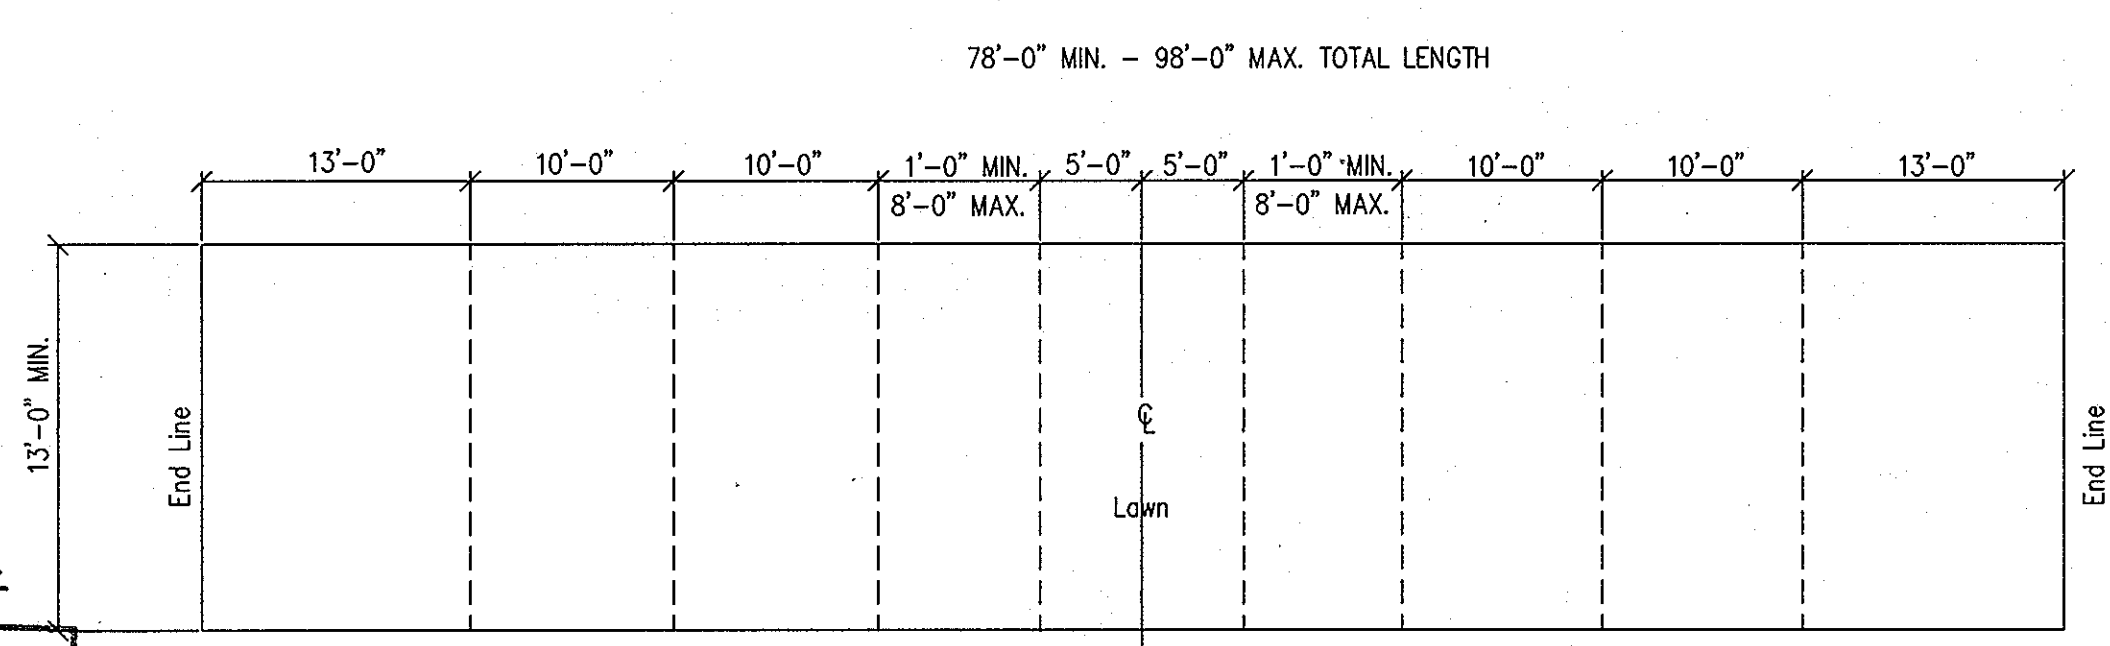 78'-0" MIN. - 98'-0" MAX. TOTAL LENGTH
13'-0" 10'-0" 10'-0" 1'-0" MIN. 5'-0" 5'-0" 1'-0" MIN. 10'-0" 10'-0" 13'-0"
8'-0" MAX. 8'-0" MAX.
13'-0" MIN.
End Line
℄
Lawn
End Line